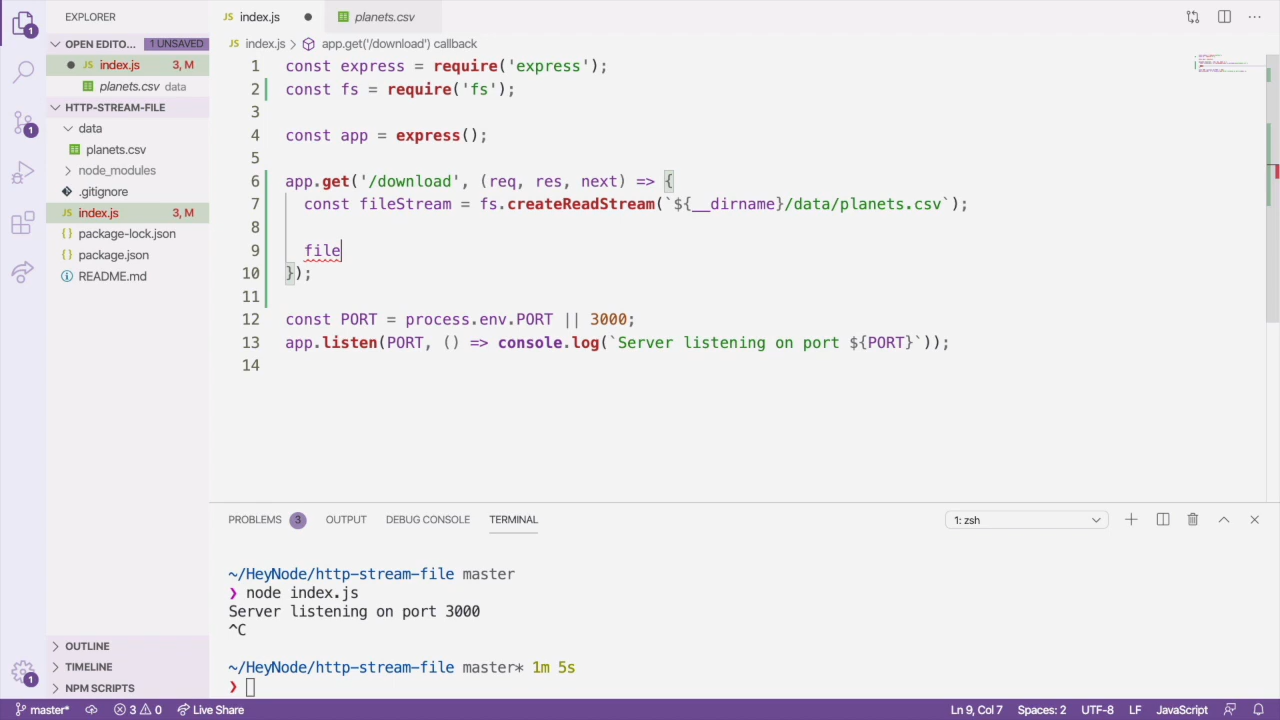 EXPLORER
JS index.js
planets.csv
OPEN EDITO... 1 UNSAVED
JS index.js 3, M
planets.csv data
HTTP-STREAM-FILE
data
planets.csv
node_modules
.gitignore
JS index.js 3, M
package-lock.json
package.json
README.md
OUTLINE
TIMELINE
NPM SCRIPTS
1
1
1
JS index.js > app.get('/download') callback
1 const express = require('express');
2 const fs = require('fs');
3
4 const app = express();
5
6 app.get('/download', (req, res, next) => {
7 const fileStream = fs.createReadStream(`${__dirname}/data/planets.csv`);
8
9 file
10 });
11
12 const PORT = process.env.PORT || 3000;
13 app.listen(PORT, () => console.log(`Server listening on port ${PORT}`));
14
PROBLEMS 3 OUTPUT DEBUG CONSOLE TERMINAL 1: zsh
~/HeyNode/http-stream-file master
❯ node index.js
Server listening on port 3000
^C
~/HeyNode/http-stream-file master* 1m 5s
❯
master* 3 0 Live Share Ln 9, Col 7 Spaces: 2 UTF-8 LF JavaScript